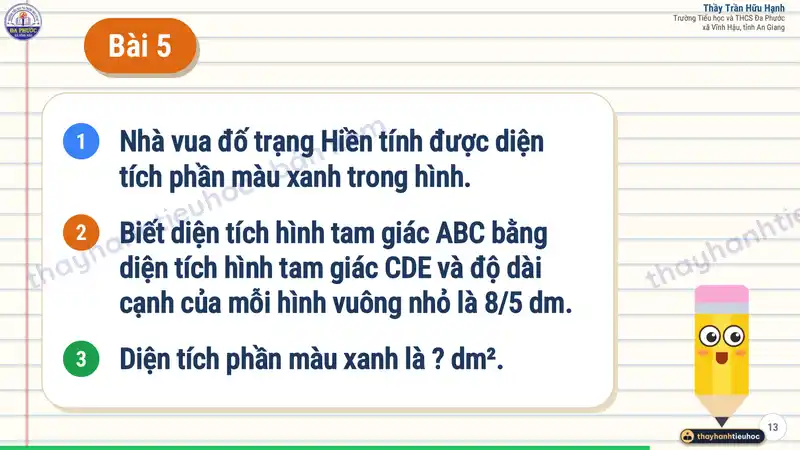 Thầy Trần Hữu Hạnh
Trường Tiểu học và THCS Đa Phước
xã Vĩnh Hậu, tỉnh An Giang
ĐA PHƯỚC
Bài 5
1 Nhà vua đố trạng Hiền tính được diện
tích phần màu xanh trong hình.
2 Biết diện tích hình tam giác ABC bằng
diện tích hình tam giác CDE và độ dài
cạnh của mỗi hình vuông nhỏ là 8/5 dm.
3 Diện tích phần màu xanh là ? dm².
thayhanhtieuhoc
13